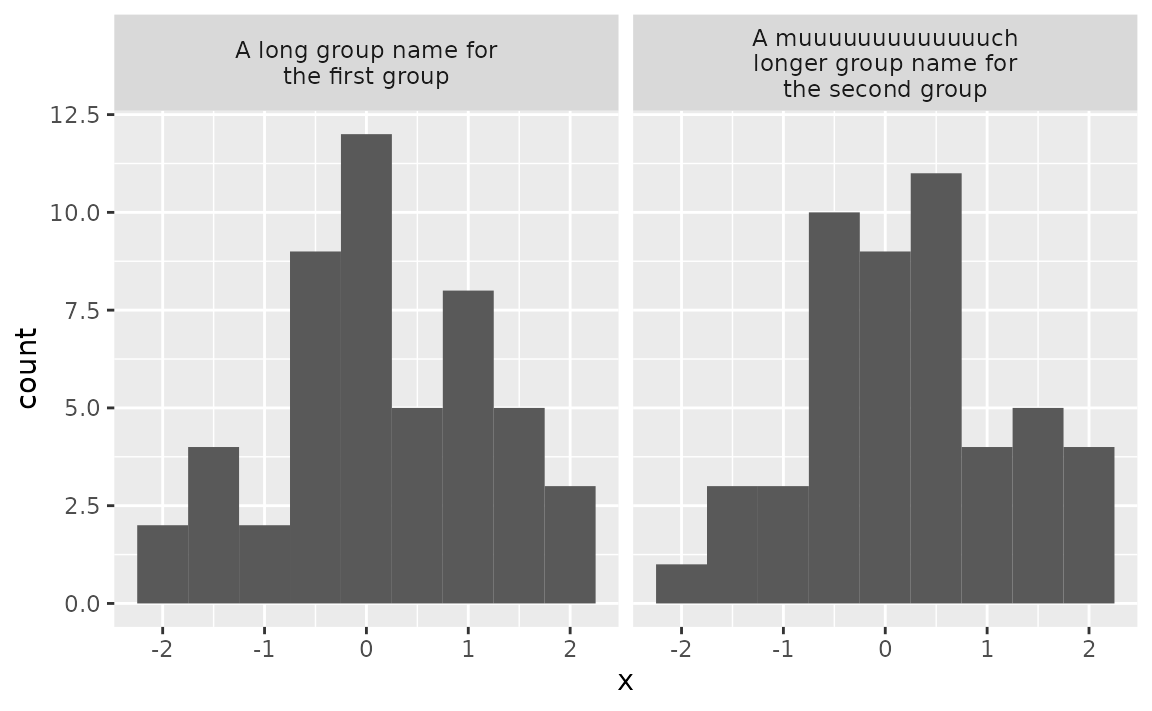 A long group name for
the first group
A muuuuuuuuuuuuuch
longer group name for
the second group
12.5
10.0
7.5
5.0
2.5
0.0
count
-2 -1 0 1 2
-2 -1 0 1 2
x